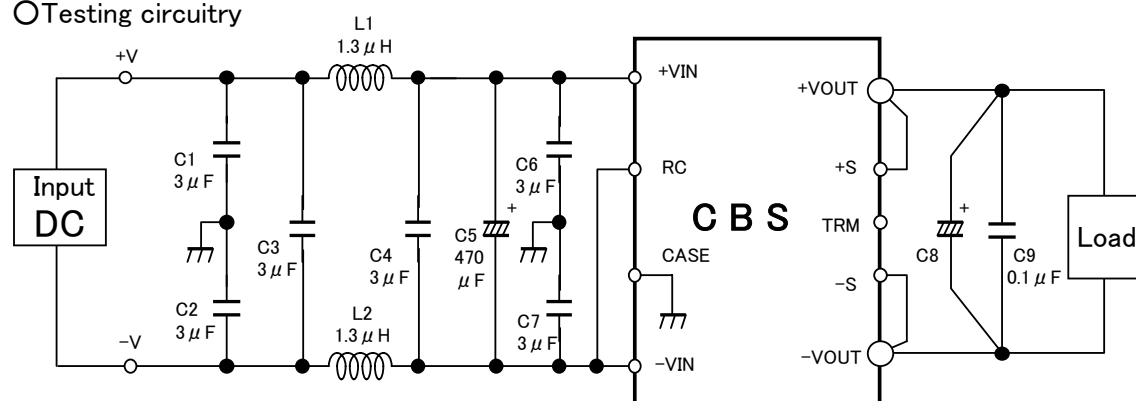 ○Testing circuitry
L1
1.3μH
+V
+VIN
+VOUT
C1
3μF
C6
3μF
RC
+S
Input
DC
CBS
TRM
C3
3μF
C4
3μF
C5
470
μF
+
CASE
C8
+
C9
0.1μF
Load
-S
C2
3μF
L2
1.3μH
C7
3μF
-V
-VIN
-VOUT